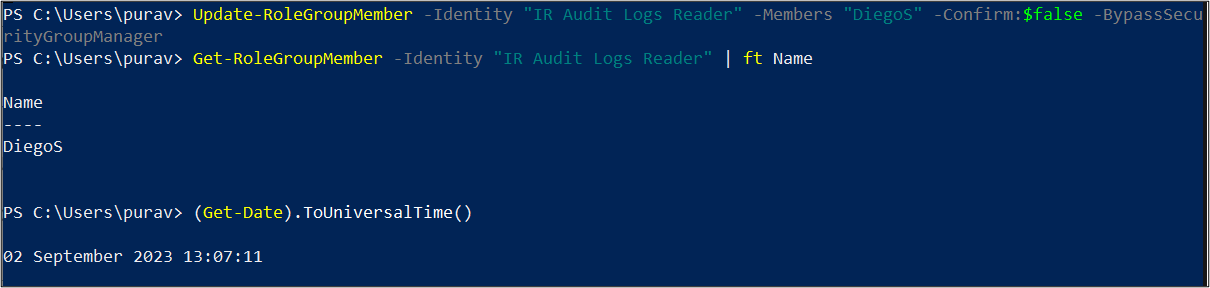 PS C:\Users\purav> Update-RoleGroupMember -Identity "IR Audit Logs Reader" -Members "DiegoS" -Confirm:$false -BypassSecu
rityGroupManager
PS C:\Users\purav> Get-RoleGroupMember -Identity "IR Audit Logs Reader" | ft Name
Name
----
DiegoS
PS C:\Users\purav> (Get-Date).ToUniversalTime()
02 September 2023 13:07:11